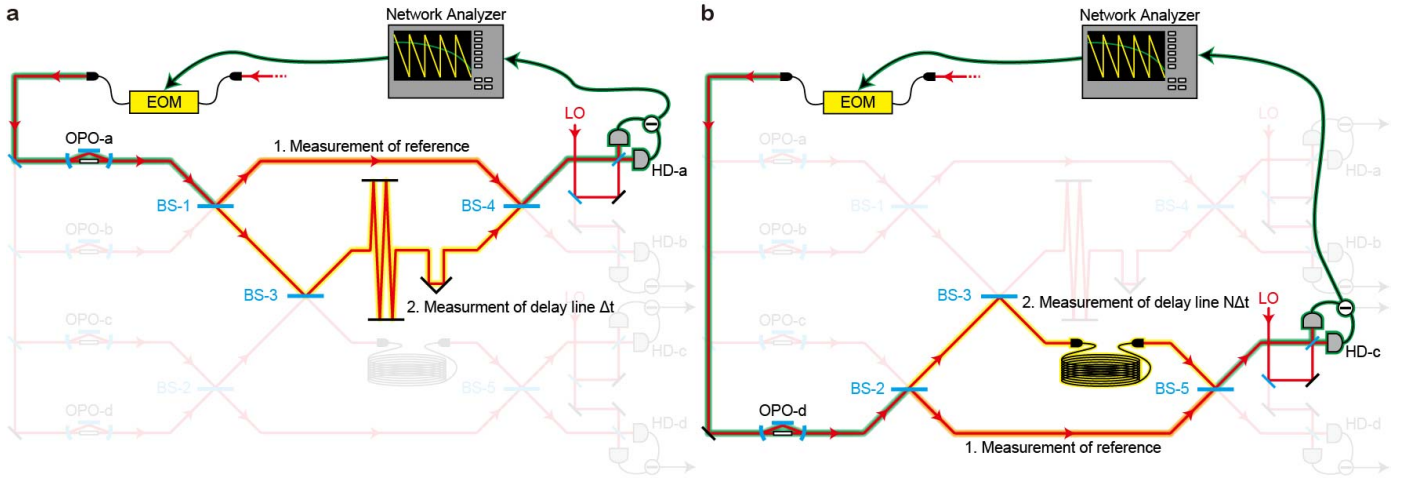 a
Network Analyzer
EOM
OPO-a
1. Measurement of reference
LO
HD-a
BS-1
BS-4
OPO-b
HD-b
BS-3
2. Measurment of delay line Δt
OPO-c
HD-c
BS-2
BS-5
OPO-d
HD-d
b
Network Analyzer
EOM
OPO-a
LO
HD-a
BS-1
BS-4
OPO-b
HD-b
BS-3
2. Measurement of delay line NΔt
LO
OPO-c
HD-c
BS-2
BS-5
OPO-d
HD-d
1. Measurement of reference